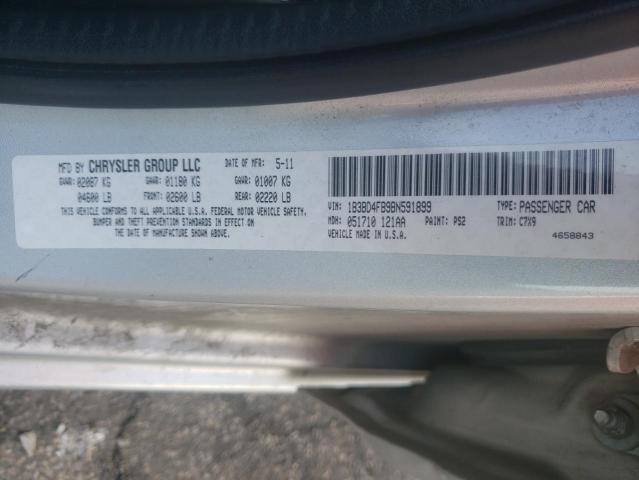 MFD BY CHRYSLER GROUP LLC DATE OF MFR: 5-11
GVWR: 02087 KG GAWR: 01180 KG GAWR: 01007 KG
04600 LB FRONT: 02600 LB REAR: 02220 LB
THIS VEHICLE CONFORMS TO ALL APPLICABLE U.S.A. FEDERAL MOTOR VEHICLE SAFETY,
BUMPER AND THEFT PREVENTION STANDARDS IN EFFECT ON
THE DATE OF MANUFACTURE SHOWN ABOVE.
VIN: 1B3BD4FB9BN591899 TYPE: PASSENGER CAR
MDH: 051710 121AA PAINT: PS2 TRIM: C7X9
VEHICLE MADE IN U.S.A. 4658843